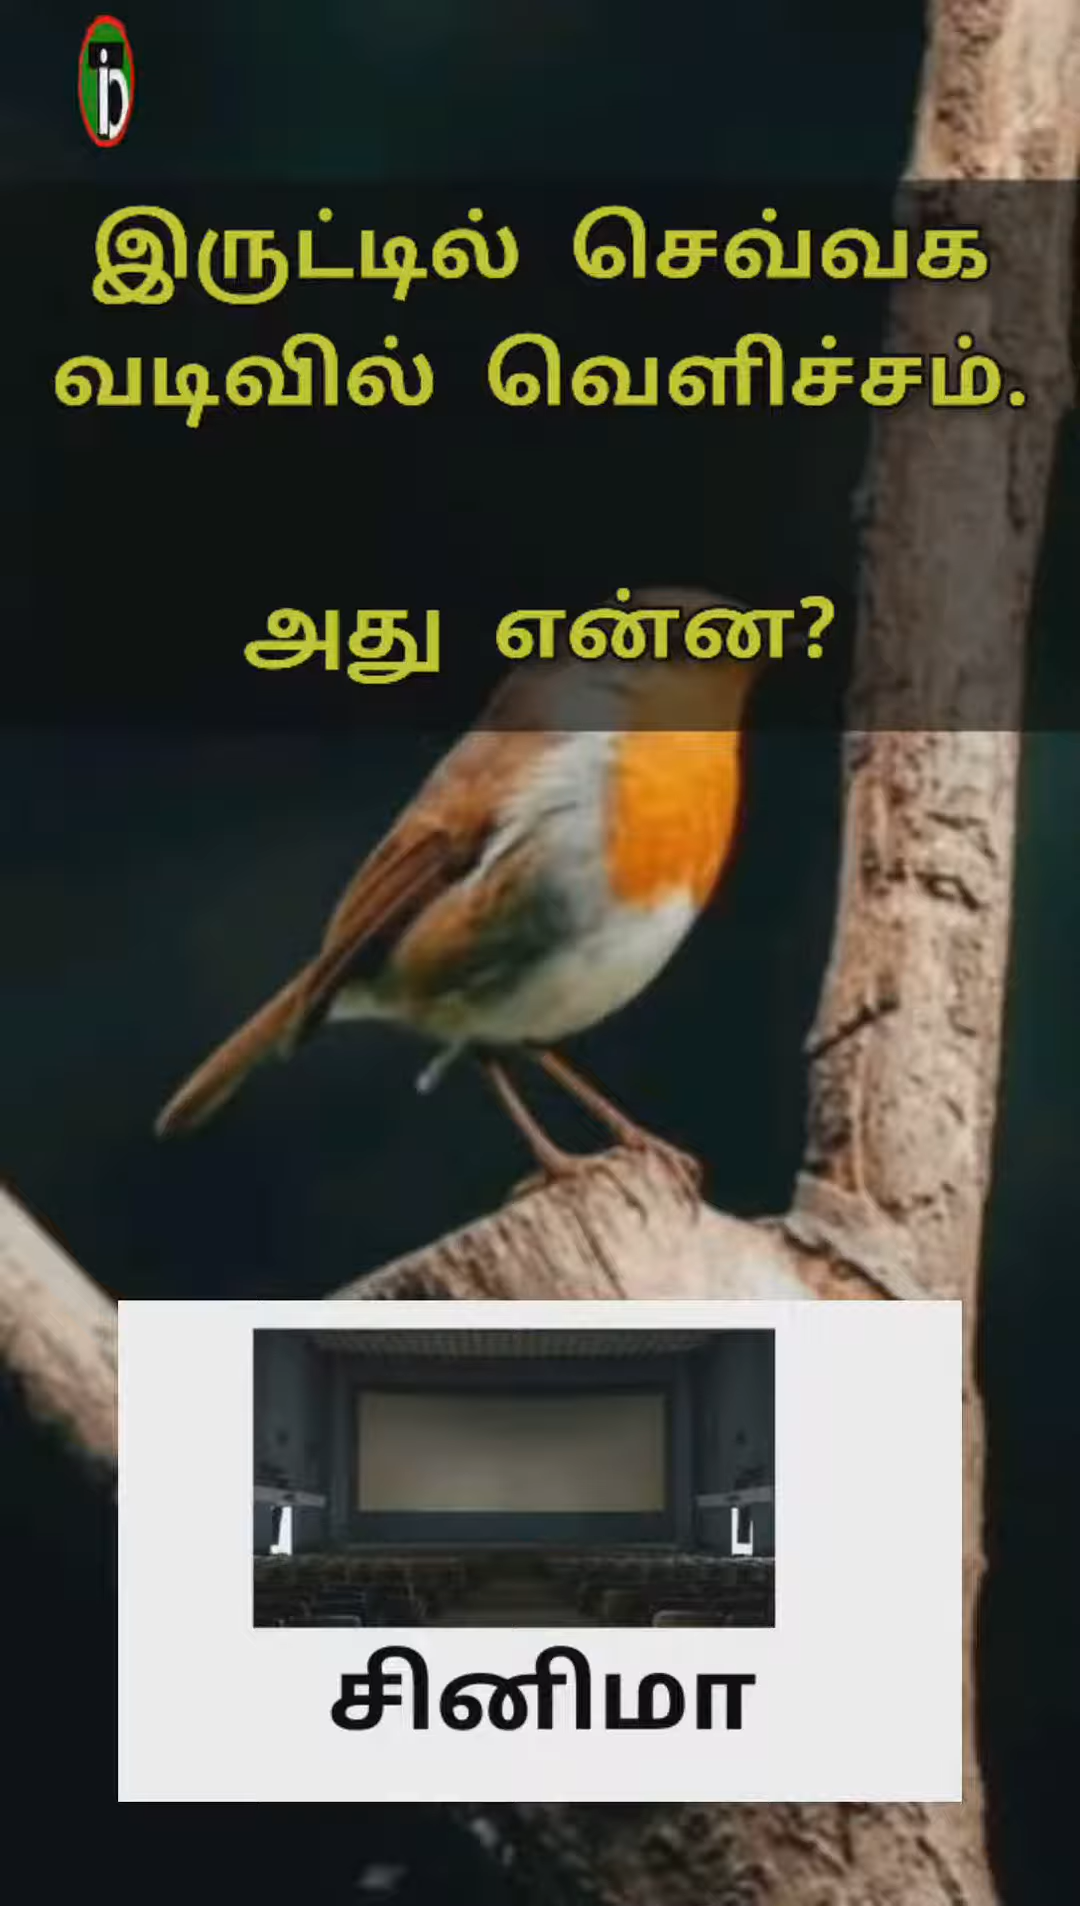 இருட்டில் செவ்வக
வடிவில் வெளிச்சம்.
அது என்ன?
சினிமா